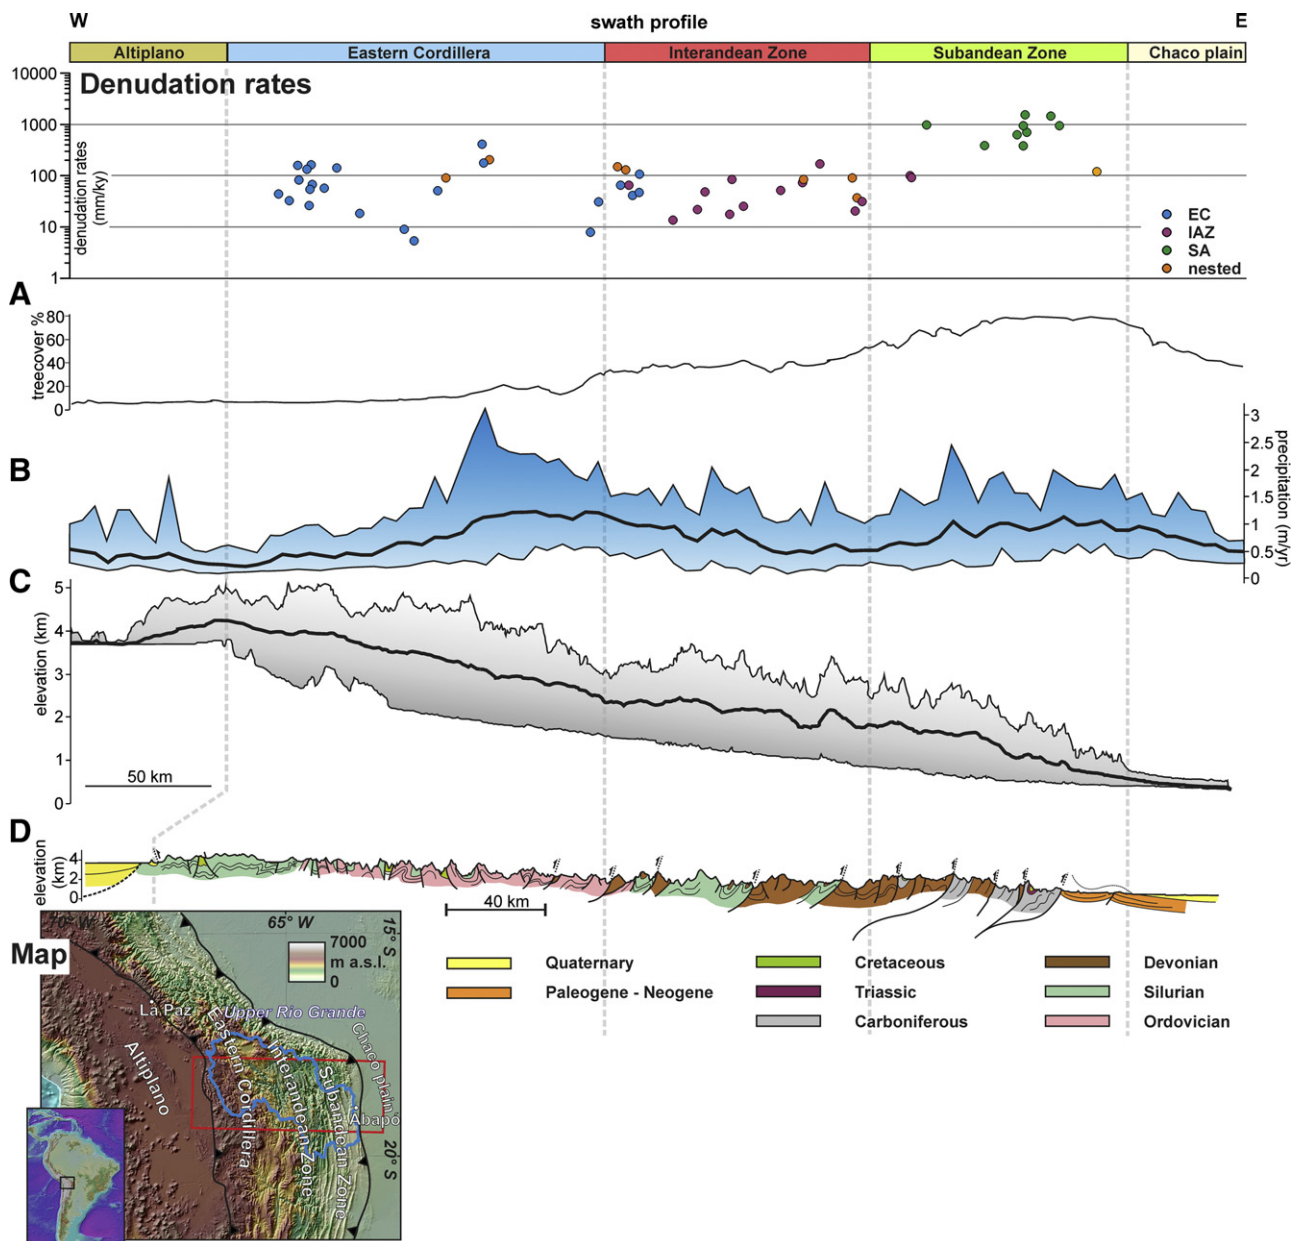 W swath profile E
Altiplano Eastern Cordillera Interandean Zone Subandean Zone Chaco plain
Denudation rates
denudation rates
(mm/ky)
10000
1000
100
10
1
EC
IAZ
SA
nested
A
treecover %
80
60
40
20
0
B
precipitation (m/yr)
3
2.5
2
1.5
1
0.5
0
C
elevation (km)
5
4
3
2
1
0
50 km
D
elevation
(km)
4
2
0
40 km
Map
70° W
65° W
15° S
20° S
7000
m a.s.l.
0
La Paz
Upper Rio Grande
Altiplano
Eastern Cordillera
Interandean Zone
Subandean Zone
Chaco plain
Abapó
Quaternary
Paleogene - Neogene
Cretaceous
Triassic
Carboniferous
Devonian
Silurian
Ordovician